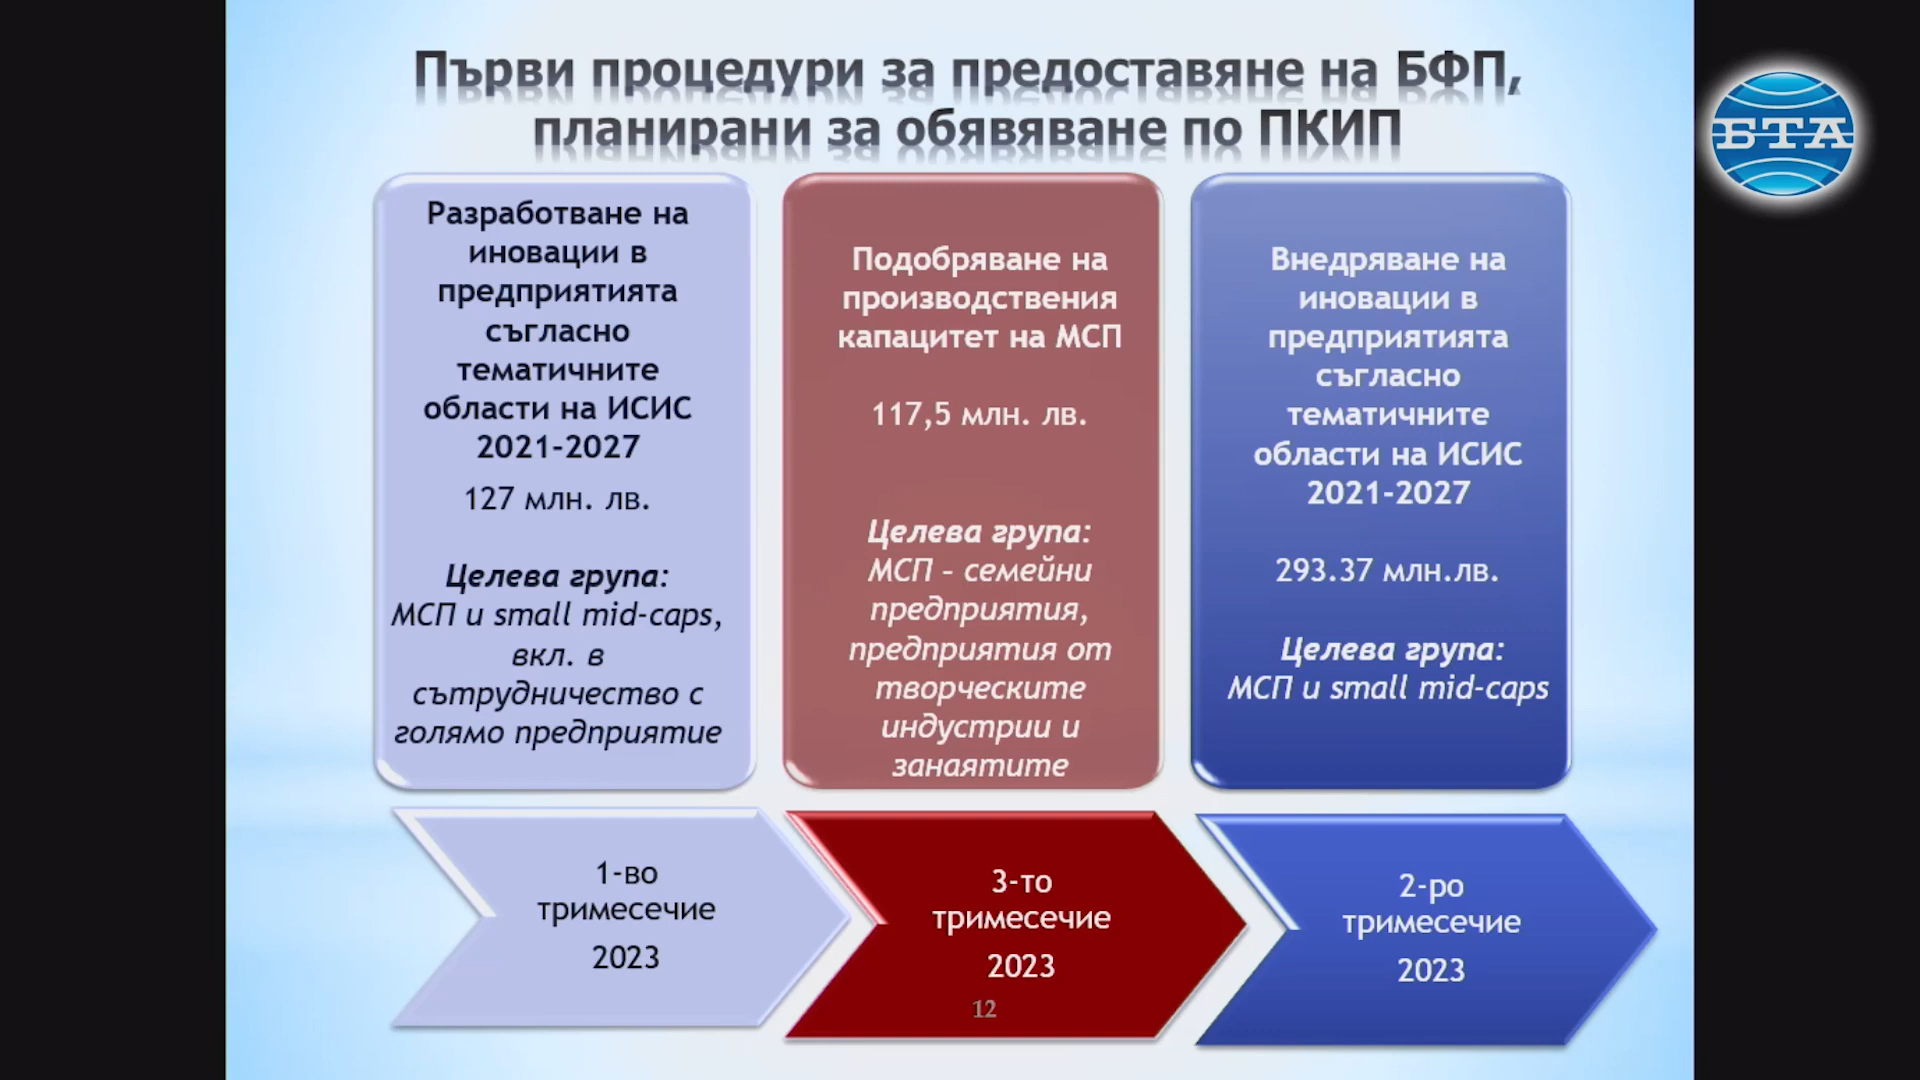 Първи процедури за предоставяне на БФП,
планирани за обявяване по ПКИП
БТА
Разработване на
иновации в
предприятията
съгласно
тематичните
области на ИСИС
2021-2027
127 млн. лв.
Целева група:
МСП и small mid-caps,
вкл. в
сътрудничество с
голямо предприятие
Подобряване на
производствения
капацитет на МСП
117,5 млн. лв.
Целева група:
МСП – семейни
предприятия,
предприятия от
творческите
индустрии и
занаятите
Внедряване на
иновации в
предприятията
съгласно
тематичните
области на ИСИС
2021-2027
293.37 млн.лв.
Целева група:
МСП и small mid-caps
1-во
тримесечие
2023
3-то
тримесечие
2023
12
2-ро
тримесечие
2023